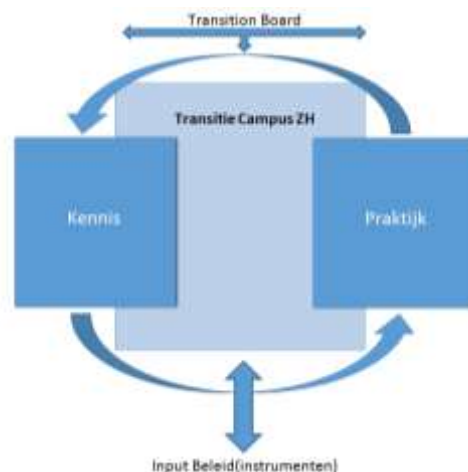 Transition Board
Transitie Campus ZH
Kennis
Praktijk
Input Beleid(instrumenten)